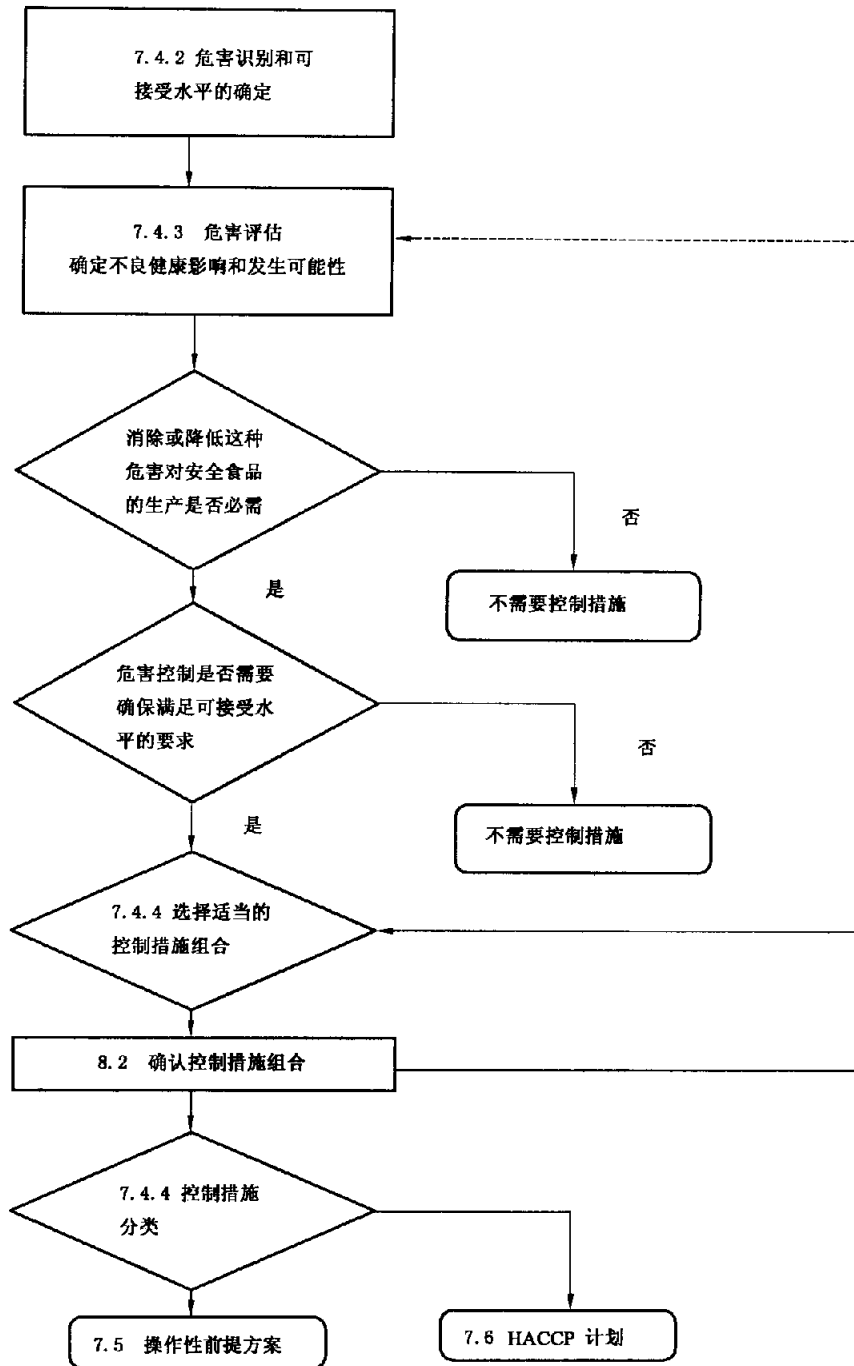 7.4.2 危害识别和可
接受水平的确定
7.4.3 危害评估
确定不良健康影响和发生可能性
消除或降低这种
危害对安全食品
的生产是否必需
否
是
不需要控制措施
危害控制是否需要
确保满足可接受水
平的要求
否
是
不需要控制措施
7.4.4 选择适当的
控制措施组合
8.2 确认控制措施组合
7.4.4 控制措施
分类
7.5 操作性前提方案
7.6 HACCP 计划